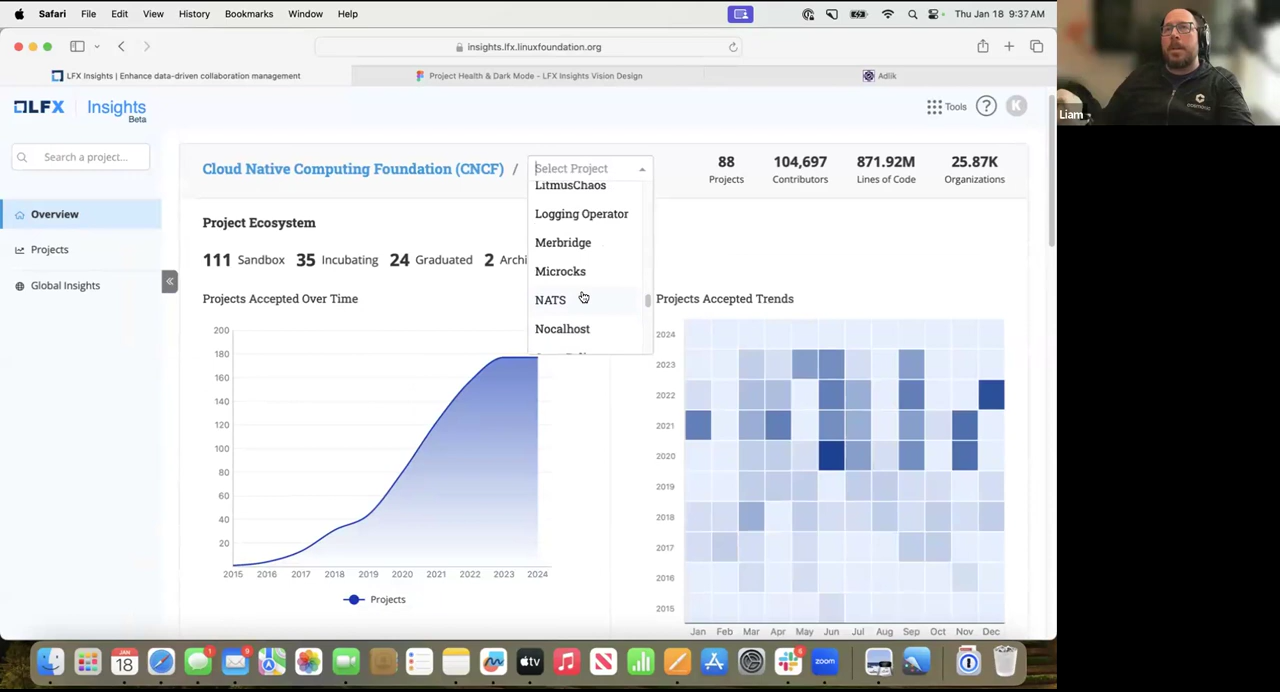 Safari File Edit View History Bookmarks Window Help Thu Jan 18 9:37 AM
insights.lfx.linuxfoundation.org
LFX Insights | Enhance data-driven collaboration management
Project Health & Dark Mode - LFX Insights Vision Design
Adlik
LFX Insights
Beta
Tools ? K
Liam
Search a project...
Overview
Projects
Global Insights
Cloud Native Computing Foundation (CNCF) / Select Project
88 104,697 871.92M 25.87K
Projects Contributors Lines of Code Organizations
LitmusChaos
Logging Operator
Merbridge
Microcks
NATS
Nocalhost
Project Ecosystem
111 Sandbox 35 Incubating 24 Graduated 2 Archi
Projects Accepted Over Time
200
180
160
140
120
100
80
60
40
20
2015 2016 2017 2018 2019 2020 2021 2022 2023 2024
Projects
Projects Accepted Trends
2024
2023
2022
2021
2020
2019
2018
2017
2016
2015
Jan Feb Mar Apr May Jun Jul Aug Sep Oct Nov Dec
JAN
18
zoom
tv